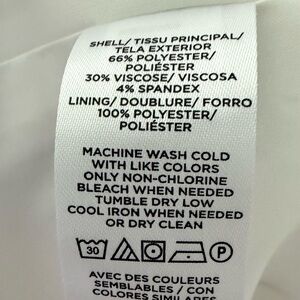 SHELL/ TISSU PRINCIPAL/
TELA EXTERIOR
66% POLYESTER/
POLIÉSTER
30% VISCOSE/ VISCOSA
4% SPANDEX
LINING/ DOUBLURE/ FORRO
100% POLYESTER/
POLIÉSTER
MACHINE WASH COLD
WITH LIKE COLORS
ONLY NON-CHLORINE
BLEACH WHEN NEEDED
TUMBLE DRY LOW
COOL IRON WHEN NEEDED
OR DRY CLEAN
30 P
AVEC DES COULEURS
SEMBLABLES / CON
COLORES SIMILARES